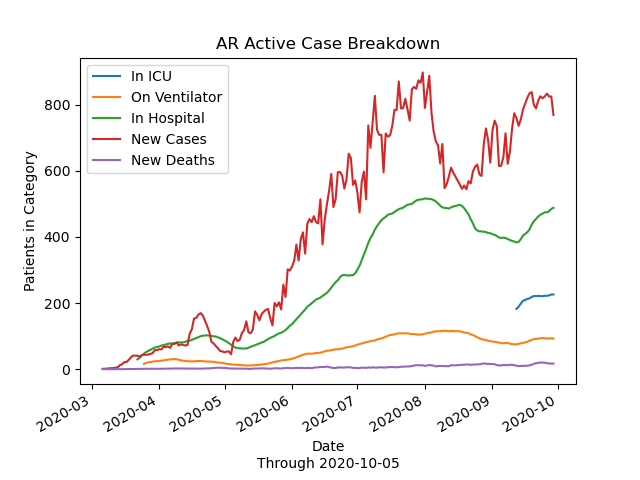 AR Active Case Breakdown
In ICU
On Ventilator
In Hospital
New Cases
New Deaths
Patients in Category
800
600
400
200
0
2020-03
2020-04
2020-05
2020-06
2020-07
2020-08
2020-09
2020-10
Date
Through 2020-10-05